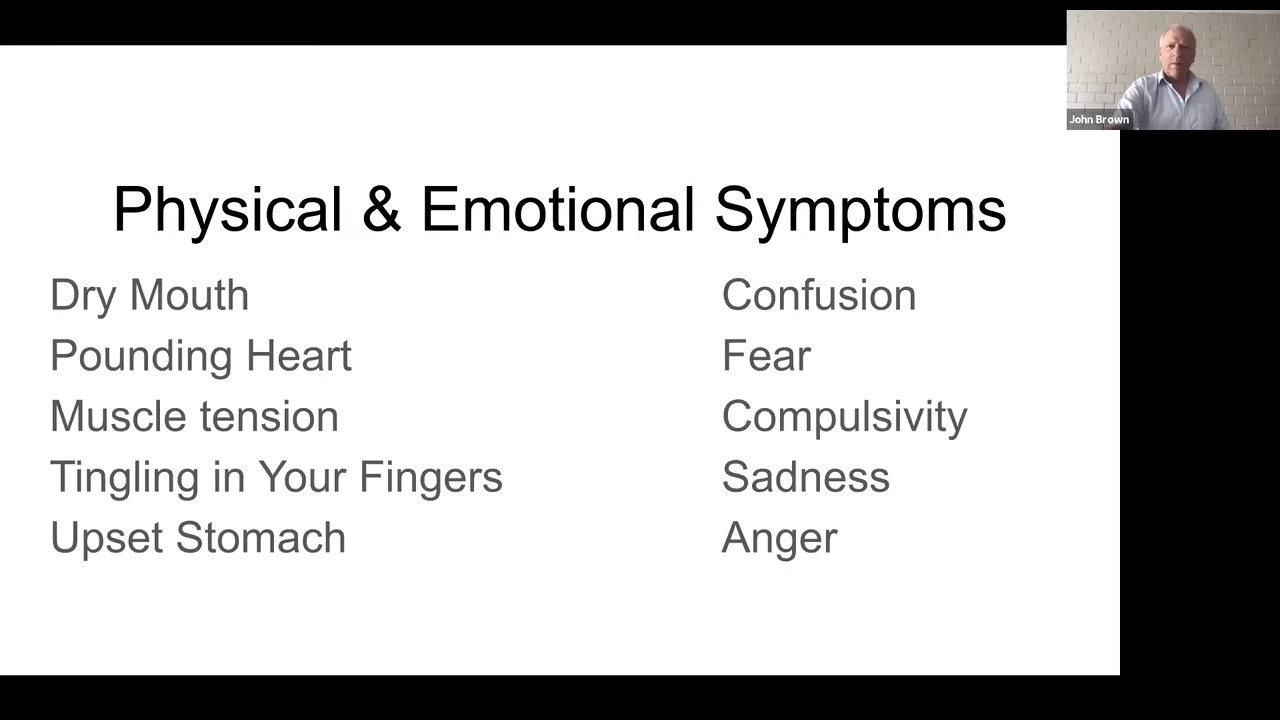 John Brown
Physical & Emotional Symptoms
Dry Mouth
Pounding Heart
Muscle tension
Tingling in Your Fingers
Upset Stomach
Confusion
Fear
Compulsivity
Sadness
Anger